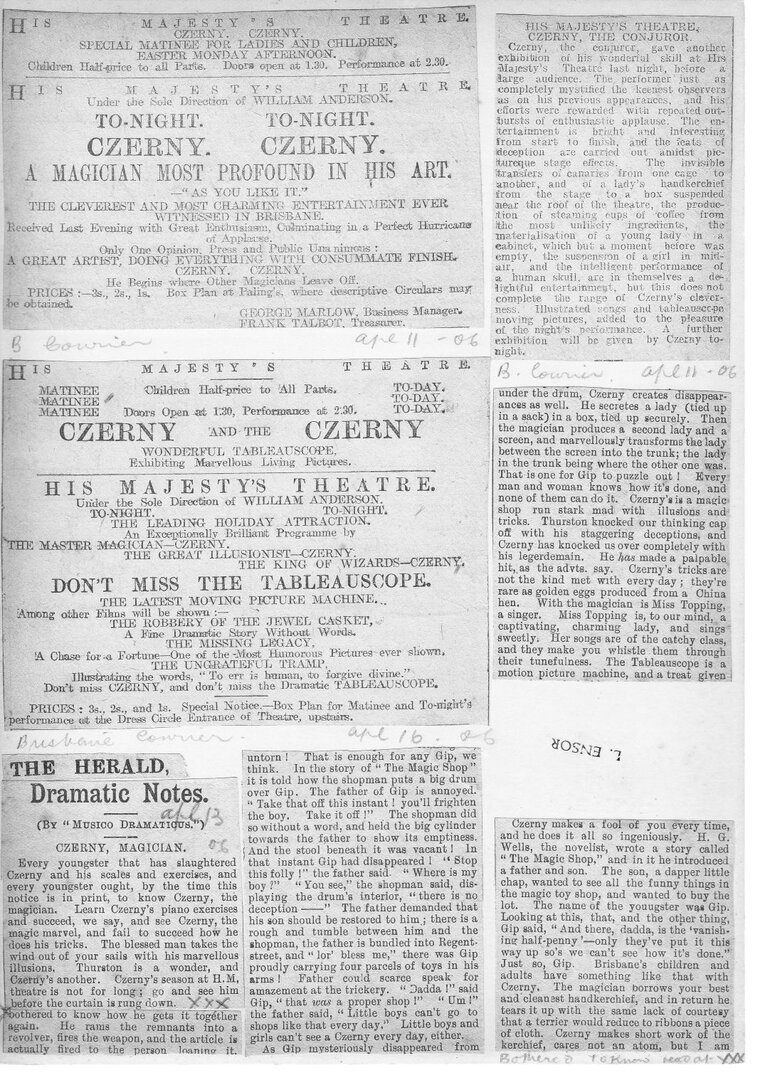 HIS MAJESTY'S THEATRE.
CZERNY. CZERNY.
SPECIAL MATINEE FOR LADIES AND CHILDREN,
EASTER MONDAY AFTERNOON.
Children Half-price to all Parts. Doors open at 1.30. Performance at 2.30.
HIS MAJESTY'S THEATRE.
Under the Sole Direction of WILLIAM ANDERSON.
TO-NIGHT. TO-NIGHT.
CZERNY. CZERNY.
A MAGICIAN MOST PROFOUND IN HIS ART.
—"AS YOU LIKE IT."
THE CLEVEREST AND MOST CHARMING ENTERTAINMENT EVER
WITNESSED IN BRISBANE.
Received Last Evening with Great Enthusiasm, Culminating in a Perfect Hurricane
of Applause.
Only One Opinion, Press and Public Unanimous:
A GREAT ARTIST, DOING EVERYTHING WITH CONSUMMATE FINISH.
CZERNY. CZERNY.
He Begins where Other Magicians Leave Off.
PRICES:—3s., 2s., 1s. Box Plan at Paling's, where descriptive Circulars may
be obtained.
GEORGE MARLOW, Business Manager.
FRANK TALBOT, Treasurer.
B Courier apl 11 - 06
HIS MAJESTY'S THEATRE.
MATINEE Children Half-price to All Parts. TO-DAY.
MATINEE TO-DAY.
MATINEE Doors Open at 1.30, Performance at 2.30. TO-DAY.
CZERNY AND THE CZERNY
WONDERFUL TABLEAUSCOPE,
Exhibiting Marvellous Living Pictures.
HIS MAJESTY'S THEATRE.
Under the Sole Direction of WILLIAM ANDERSON.
TO-NIGHT. TO-NIGHT.
THE LEADING HOLIDAY ATTRACTION.
An Exceptionally Brilliant Programme by
THE MASTER MAGICIAN—CZERNY,
THE GREAT ILLUSIONIST—CZERNY.
THE KING OF WIZARDS—CZERNY.
DON'T MISS THE TABLEAUSCOPE.
THE LATEST MOVING PICTURE MACHINE.
Among other Films will be shown:—
THE ROBBERY OF THE JEWEL CASKET,
A Fine Dramatic Story Without Words.
THE MISSING LEGACY,
A Chase for a Fortune—One of the Most Humorous Pictures ever shown.
THE UNGRATEFUL TRAMP,
Illustrating the words, "To err is human, to forgive divine."
Don't miss CZERNY, and don't miss the Dramatic TABLEAUSCOPE.
PRICES: 3s., 2s., and 1s. Special Notice.—Box Plan for Matinee and To-night's
performance at the Dress Circle Entrance of Theatre, upstairs.
Brisbane Courier. apl 16. 06
THE HERALD,
Dramatic Notes.
apl 13
(BY "MUSICO DRAMATICUS.")
06
CZERNY, MAGICIAN.
Every youngster that has slaughtered
Czerny and his scales and exercises, and
every youngster ought, by the time this
notice is in print, to know Czerny, the
magician. Learn Czerny's piano exercises
and succeed, we say, and see Czerny, the
magic marvel, and fail to succeed how he
does his tricks. The blessed man takes the
wind out of your sails with his marvellous
illusions. Thurston is a wonder, and
Czerny's another. Czerny's season at H.M.
theatre is not for long; go and see him
before the curtain is rung down. XXX
bothered to know how he gets it together
again. He rams the remnants into a
revolver, fires the weapon, and the article is
actually fired to the person loaning it.
untorn! That is enough for any Gip, we
think. In the story of "The Magic Shop"
it is told how the shopman puts a big drum
over Gip. The father of Gip is annoyed.
"Take that off this instant! you'll frighten
the boy. Take it off!" The shopman did
so without a word, and held the big cylinder
towards the father to show its emptiness.
And the stool beneath it was vacant! In
that instant Gip had disappeared! "Stop
this folly!" the father said. "Where is my
boy?" "You see," the shopman said, dis-
playing the drum's interior, "there is no
deception——" The father demanded that
his son should be restored to him; there is a
rough and tumble between him and the
shopman, the father is bundled into Regent-
street, and "lor' bless me," there was Gip
proudly carrying four parcels of toys in his
arms! Father could scarce speak for
amazement at the trickery. "Dadda!" said
Gip, "that was a proper shop!" "Um!"
the father said, "Little boys can't go to
shops like that every day." Little boys and
girls can't see a Czerny every day, either.
As Gip mysteriously disappeared from
HIS MAJESTY'S THEATRE,
CZERNY, THE CONJUROR.
Czerny, the conjuror, gave another
exhibition of his wonderful skill at His
Majesty's Theatre last night, before a
large audience. The performer just as
completely mystified the keenest observers
as on his previous appearances, and his
efforts were rewarded with repeated out-
bursts of enthusiastic applause. The en-
tertainment is bright and interesting
from start to finish, and the feats of
deception are carried out amidst pic-
turesque stage effects. The invisible
transfers of canaries from one cage to
another, and of a lady's handkerchief
from the stage to a box suspended
near the roof of the theatre, the produc-
tion of steaming cups of coffee from
the most unlikely ingredients, the
materialisation of a young lady in a
cabinet, which but a moment before was
empty, the suspension of a girl in mid-
air, and the intelligent performance of
a human skull, are in themselves a de-
lightful entertainment, but this does not
complete the range of Czerny's clever-
ness. Illustrated songs and tableauscope
moving pictures, added to the pleasure
of the night's performance. A further
exhibition will be given by Czerny to-
night.
B. Courier. apl 11 - 06
under the drum, Czerny creates disappear-
ances as well. He secretes a lady (tied up
in a sack) in a box, tied up securely. Then
the magician produces a second lady and a
screen, and marvellously transforms the lady
between the screen into the trunk; the lady
in the trunk being where the other one was.
That is one for Gip to puzzle out! Every
man and woman knows how it's done, and
none of them can do it. Czerny's is a magic
shop run stark mad with illusions and
tricks. Thurston knocked our thinking cap
off with his staggering deceptions, and
Czerny has knocked us over completely with
his legerdemain. He has made a palpable
hit, as the advts. say. Czerny's tricks are
not the kind met with every day; they're
rare as golden eggs produced from a China
hen. With the magician is Miss Topping,
a singer. Miss Topping is, to our mind, a
captivating, charming lady, and sings
sweetly. Her songs are of the catchy class,
and they make you whistle them through
their tunefulness. The Tableauscope is a
motion picture machine, and a treat given
L. ENSOR
Czerny makes a fool of you every time,
and he does it all so ingeniously. H. G.
Wells, the novelist, wrote a story called
"The Magic Shop," and in it he introduced
a father and son. The son, a dapper little
chap, wanted to see all the funny things in
the magic toy shop, and wanted to buy the
lot. The name of the youngster was Gip.
Looking at this, that, and the other thing,
Gip said, "And there, dadda, is the 'vanish-
ing half-penny'—only they've put it this
way up so's we can't see how it's done."
Just so, Gip. Brisbane's children and
adults have something like that with
Czerny. The magician borrows your best
and cleanest handkerchief, and in return he
tears it up with the same lack of courtesy
that a terrier would reduce to ribbons a piece
of cloth. Czerny makes short work of the
kerchief, cares not an atom, but I am
Bothered to know read at XXX